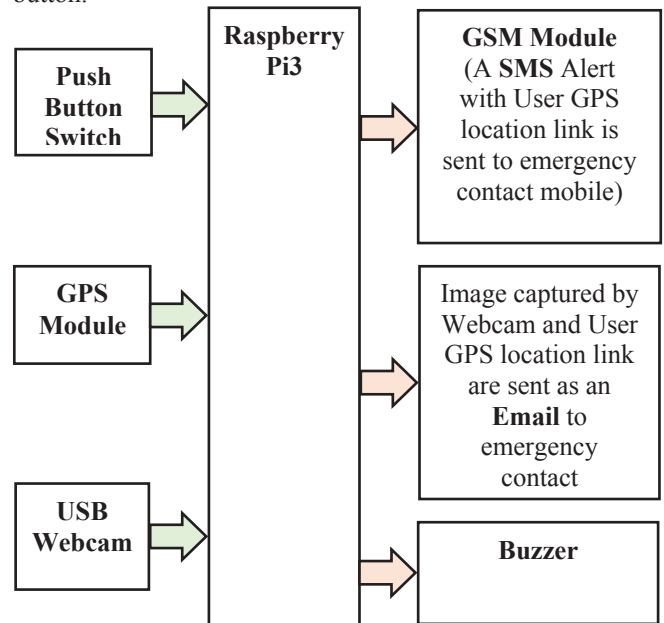 button.
Push
Button
Switch
GPS
Module
USB
Webcam
Raspberry
Pi3
GSM Module
(A SMS Alert
with User GPS
location link is
sent to emergency
contact mobile)
Image captured by
Webcam and User
GPS location link
are sent as an
Email to
emergency
contact
Buzzer